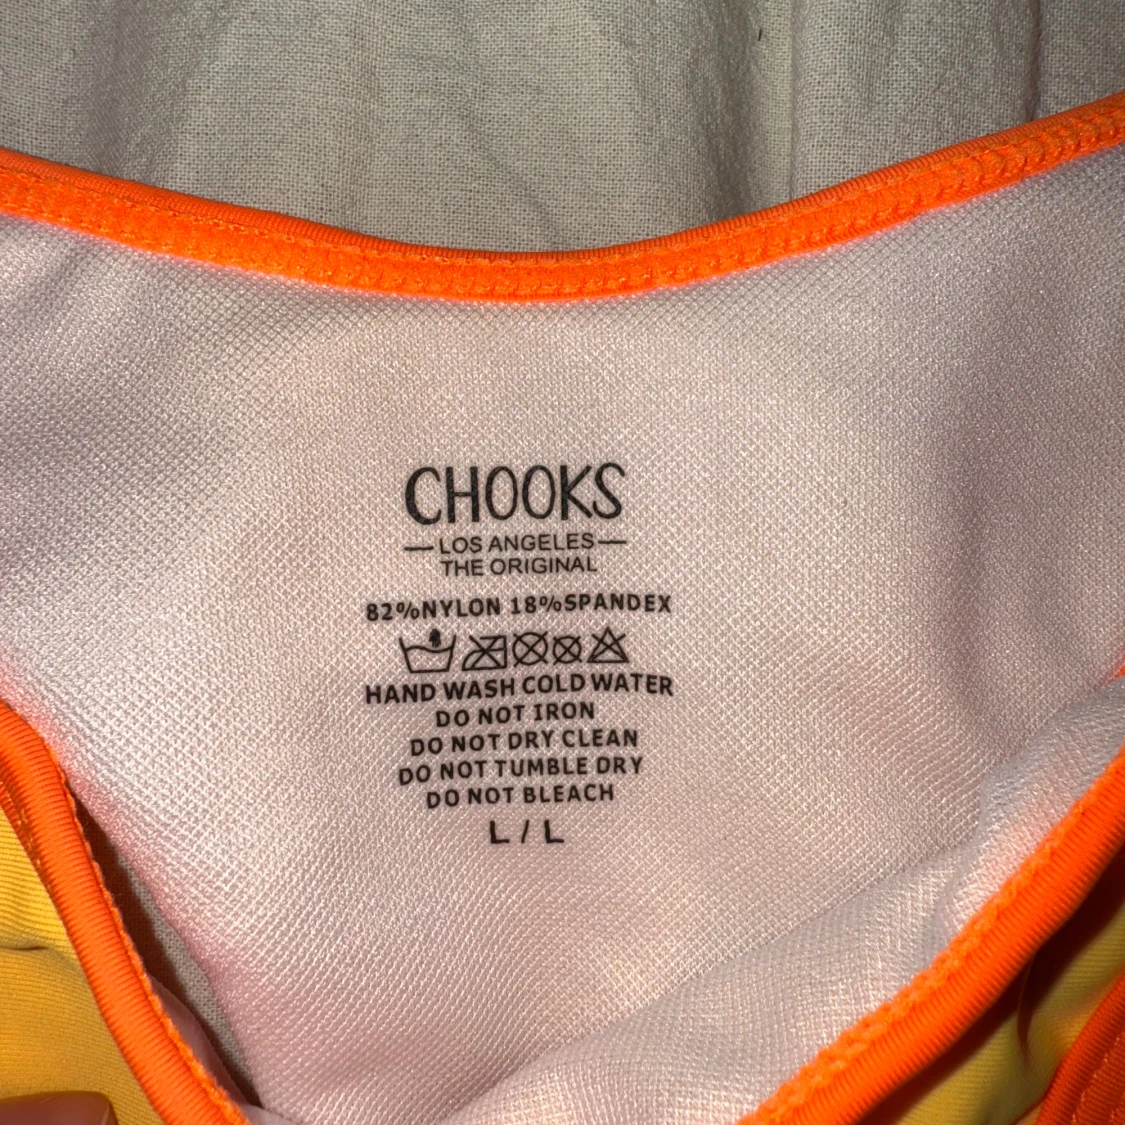 CHOOKS
LOS ANGELES
THE ORIGINAL
82%NYLON 18%SPANDEX
HAND WASH COLD WATER
DO NOT IRON
DO NOT DRY CLEAN
DO NOT TUMBLE DRY
DO NOT BLEACH
L / L